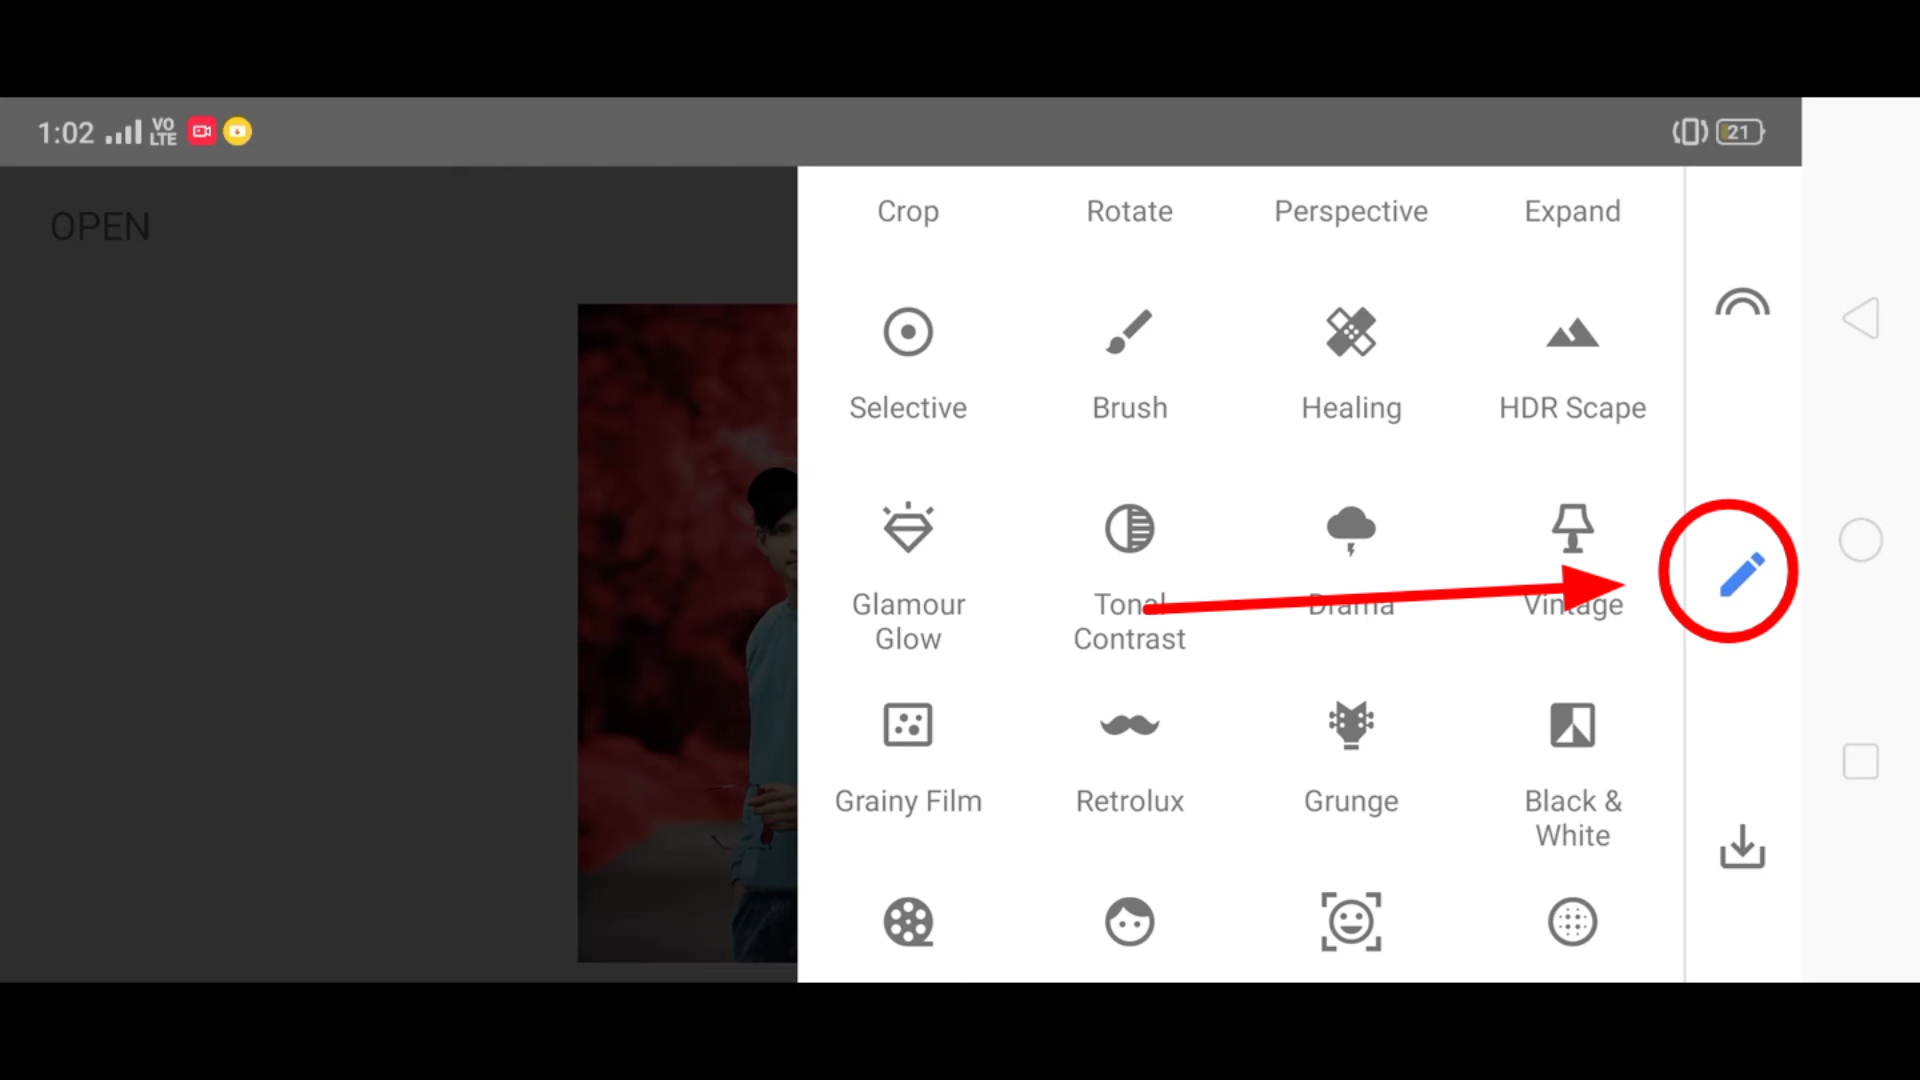 1:02 VO LTE 21
OPEN
Crop Rotate Perspective Expand
Selective Brush Healing HDR Scape
Glamour Glow
Tonal Contrast
Drama
Vintage
Grainy Film Retrolux Grunge
Black & White